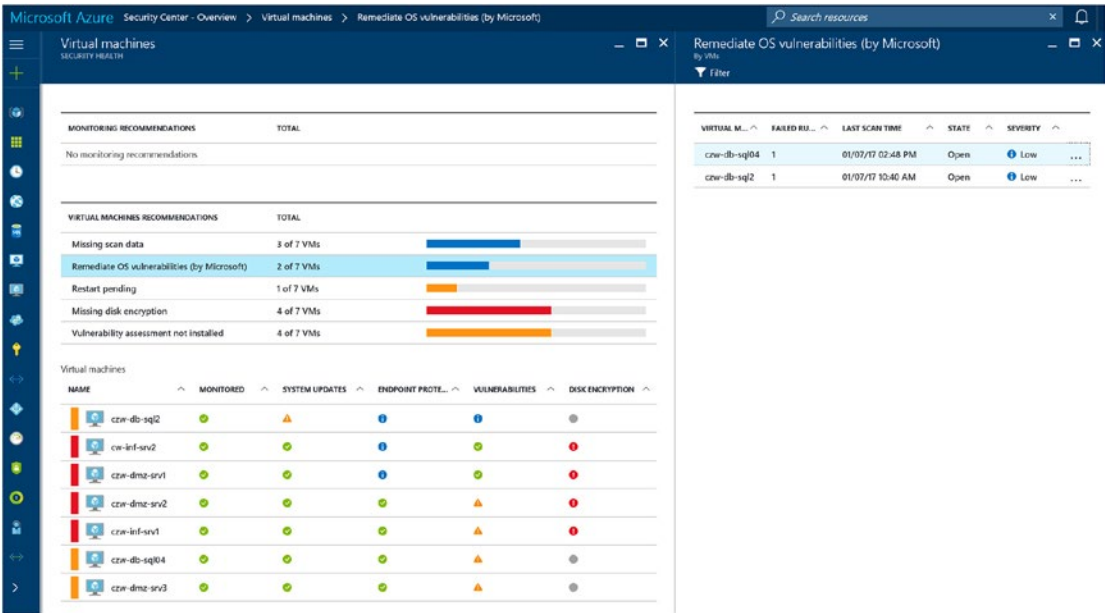 Microsoft Azure Security Center - Overview > Virtual machines > Remediate OS vulnerabilities (by Microsoft)
Search resources
Virtual machines
SECURITY HEALTH
MONITORING RECOMMENDATIONS TOTAL
No monitoring recommendations
VIRTUAL MACHINES RECOMMENDATIONS TOTAL
Missing scan data 3 of 7 VMs
Remediate OS vulnerabilities (by Microsoft) 2 of 7 VMs
Restart pending 1 of 7 VMs
Missing disk encryption 4 of 7 VMs
Vulnerability assessment not installed 4 of 7 VMs
Virtual machines
NAME MONITORED SYSTEM UPDATES ENDPOINT PROTE... VULNERABILITIES DISK ENCRYPTION
czw-db-sql2
cw-inf-srv2
czw-dmz-srv1
czw-dmz-srv2
czw-inf-srv1
czw-db-sql04
czw-dmz-srv3
Remediate OS vulnerabilities (by Microsoft)
By VMs
Filter
VIRTUAL M... FAILED RU... LAST SCAN TIME STATE SEVERITY
czw-db-sql04 1 01/07/17 02:48 PM Open Low ...
czw-db-sql2 1 01/07/17 10:40 AM Open Low ...